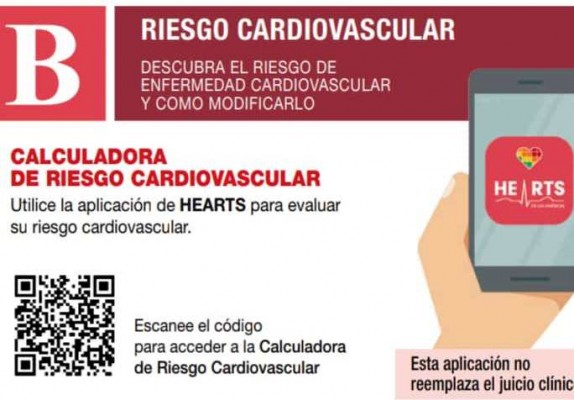 B
RIESGO CARDIOVASCULAR
DESCUBRA EL RIESGO DE
ENFERMEDAD CARDIOVASCULAR
Y COMO MODIFICARLO
CALCULADORA
DE RIESGO CARDIOVASCULAR
Utilice la aplicación de HEARTS para evaluar
su riesgo cardiovascular.
HEARTS
Escanee el código
para acceder a la Calculadora
de Riesgo Cardiovascular
Esta aplicación no
reemplaza el juicio clínic